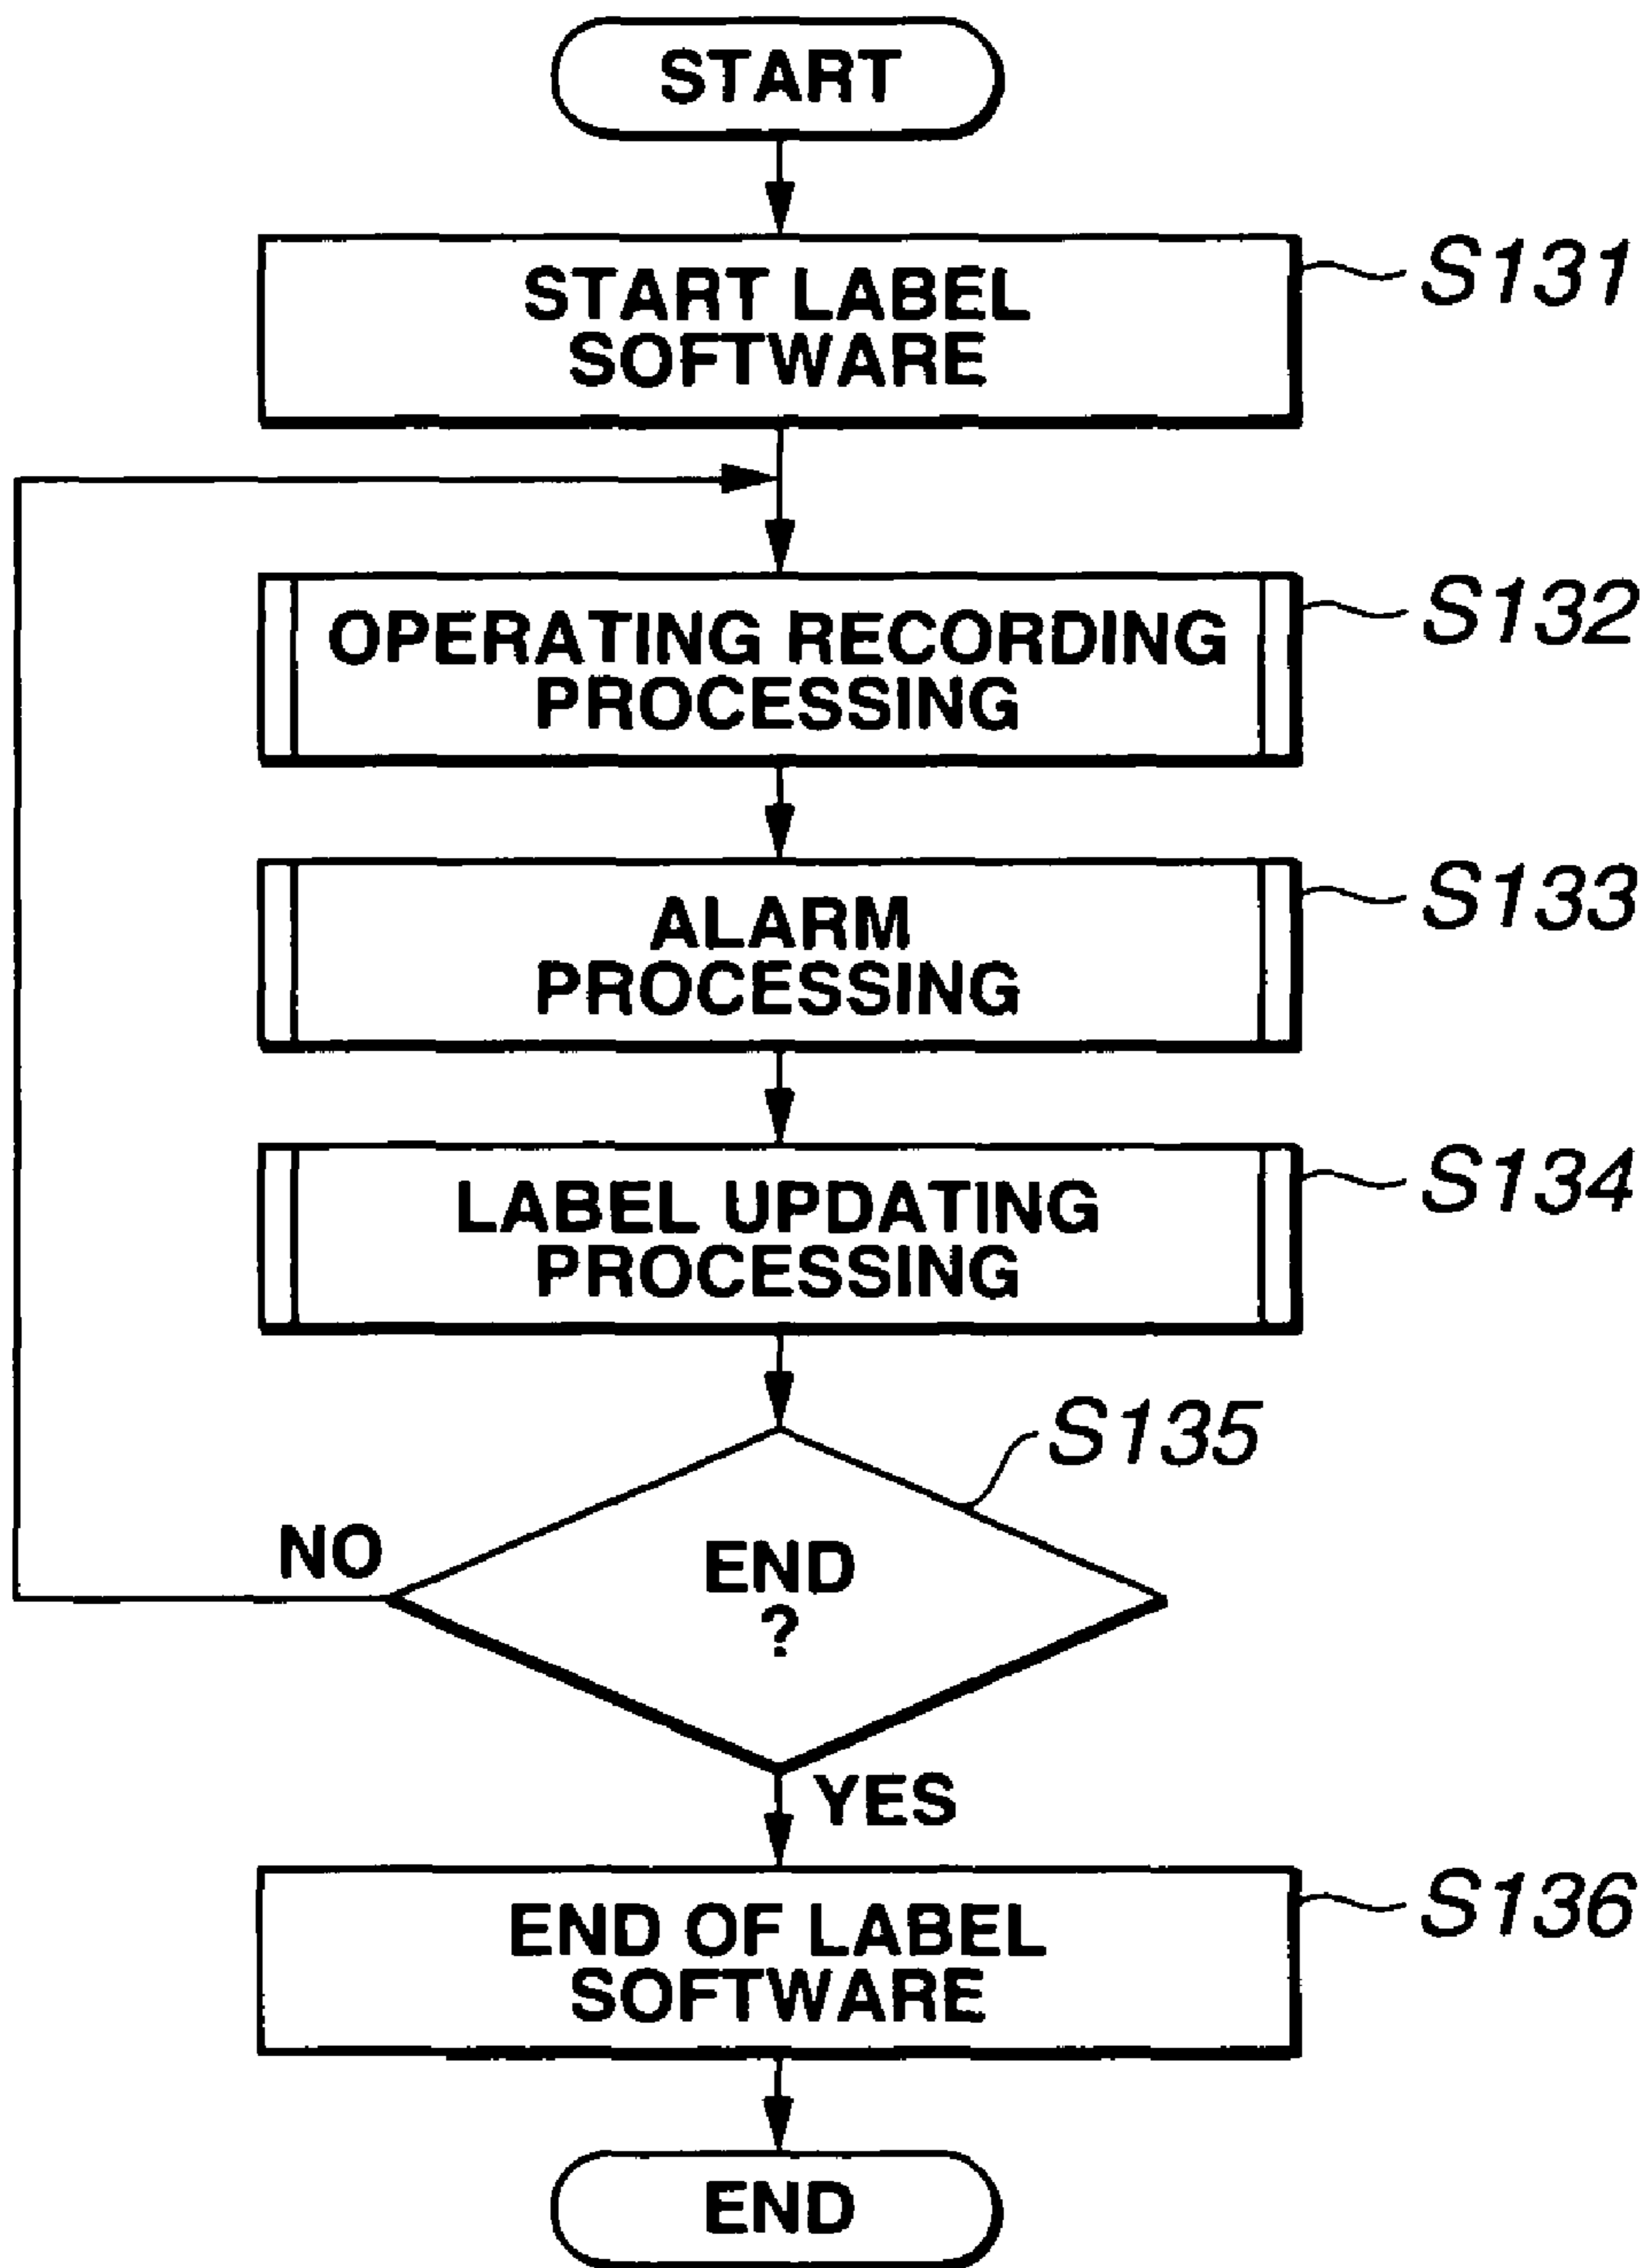 START
START LABEL
SOFTWARE
S131
OPERATING RECORDING
PROCESSING
S132
ALARM
PROCESSING
S133
LABEL UPDATING
PROCESSING
S134
S135
NO
END
?
YES
END OF LABEL
SOFTWARE
S136
END